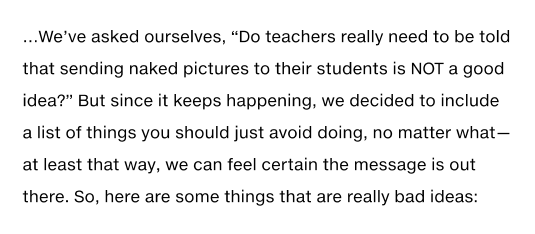 …We’ve asked ourselves, “Do teachers really need to be told
that sending naked pictures to their students is NOT a good
idea?” But since it keeps happening, we decided to include
a list of things you should just avoid doing, no matter what—
at least that way, we can feel certain the message is out
there. So, here are some things that are really bad ideas: